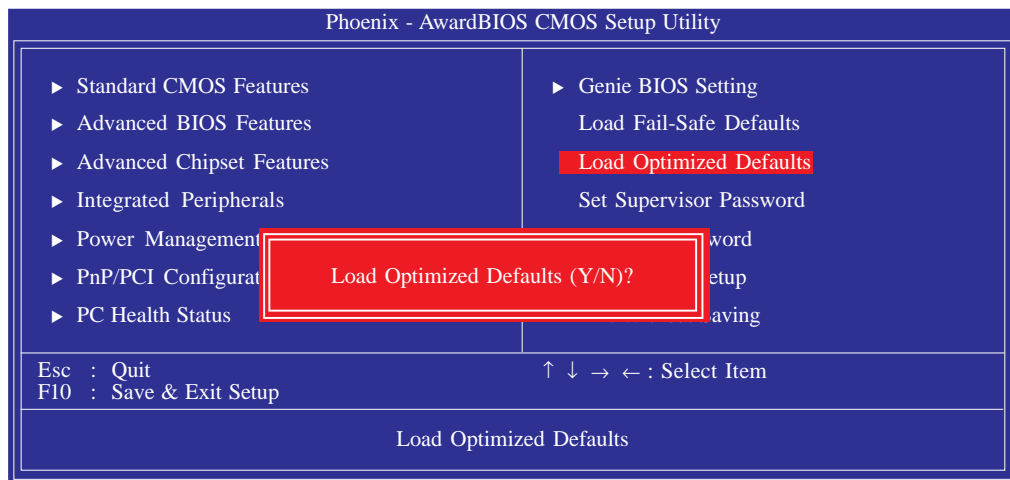 Phoenix - AwardBIOS CMOS Setup Utility
► Standard CMOS Features
► Advanced BIOS Features
► Advanced Chipset Features
► Integrated Peripherals
► Power Management
► PnP/PCI Configurat
► PC Health Status
► Genie BIOS Setting
Load Fail-Safe Defaults
Load Optimized Defaults
Set Supervisor Password
word
etup
aving
Load Optimized Defaults (Y/N)?
Esc : Quit
F10 : Save & Exit Setup
↑ ↓ → ← : Select Item
Load Optimized Defaults